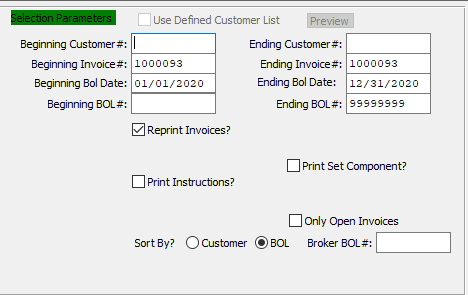 Selection Parameters Use Defined Customer List Preview
Beginning Customer#: Ending Customer#:
Beginning Invoice#: 1000093 Ending Invoice#: 1000093
Beginning Bol Date: 01/01/2020 Ending Bol Date: 12/31/2020
Beginning BOL#: Ending BOL#: 99999999
Reprint Invoices?
Print Set Component?
Print Instructions?
Only Open Invoices
Sort By? Customer BOL Broker BOL#: